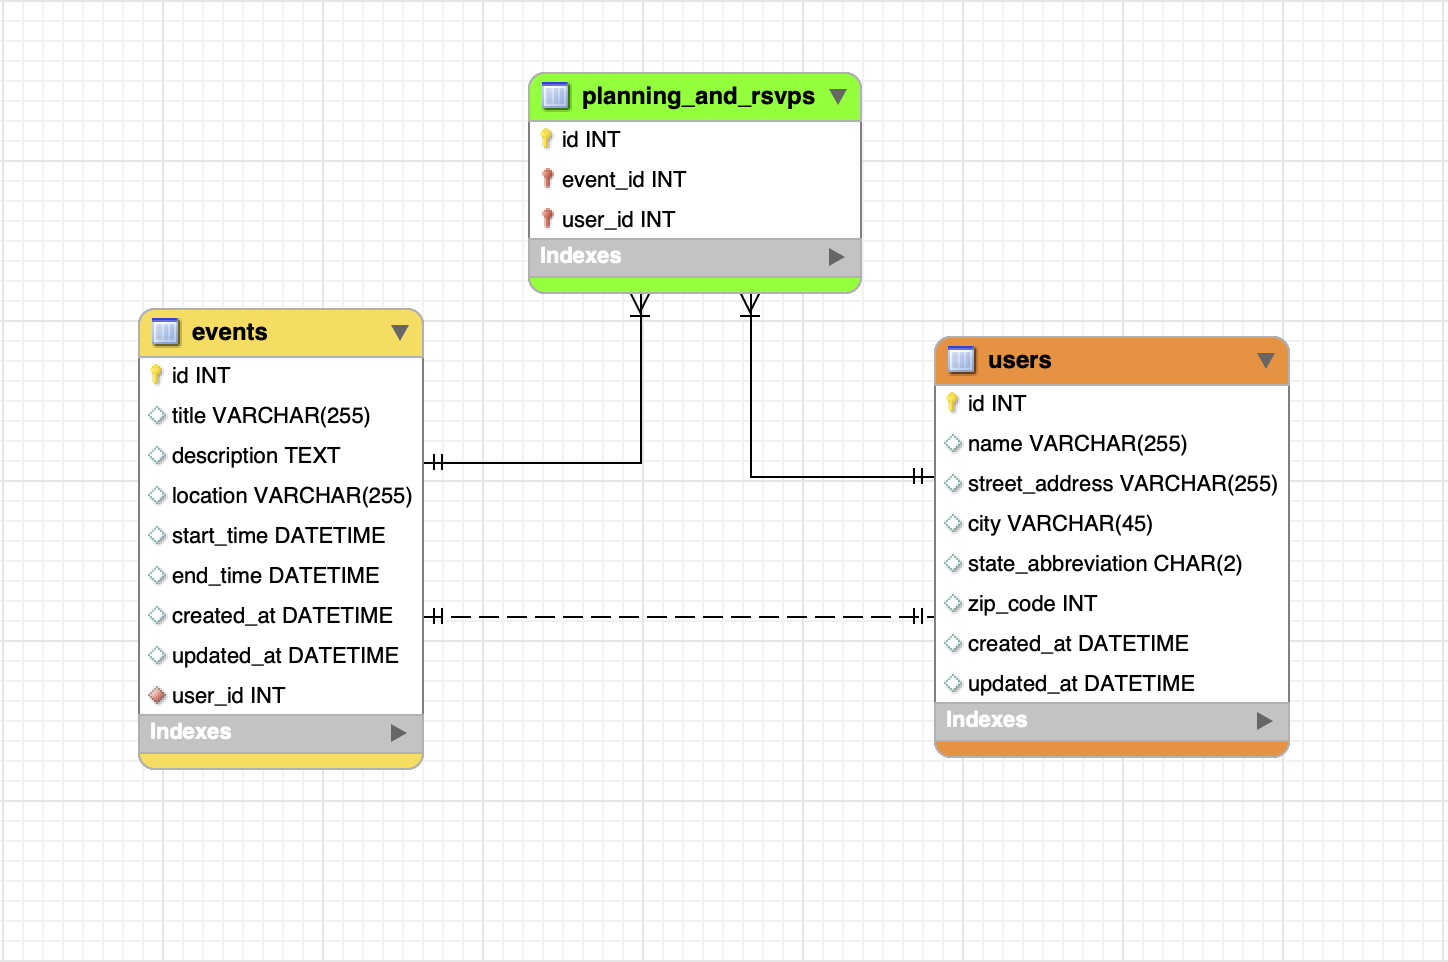 planning_and_rsvps
id INT
event_id INT
user_id INT
Indexes
events
id INT
title VARCHAR(255)
description TEXT
location VARCHAR(255)
start_time DATETIME
end_time DATETIME
created_at DATETIME
updated_at DATETIME
user_id INT
Indexes
users
id INT
name VARCHAR(255)
street_address VARCHAR(255)
city VARCHAR(45)
state_abbreviation CHAR(2)
zip_code INT
created_at DATETIME
updated_at DATETIME
Indexes